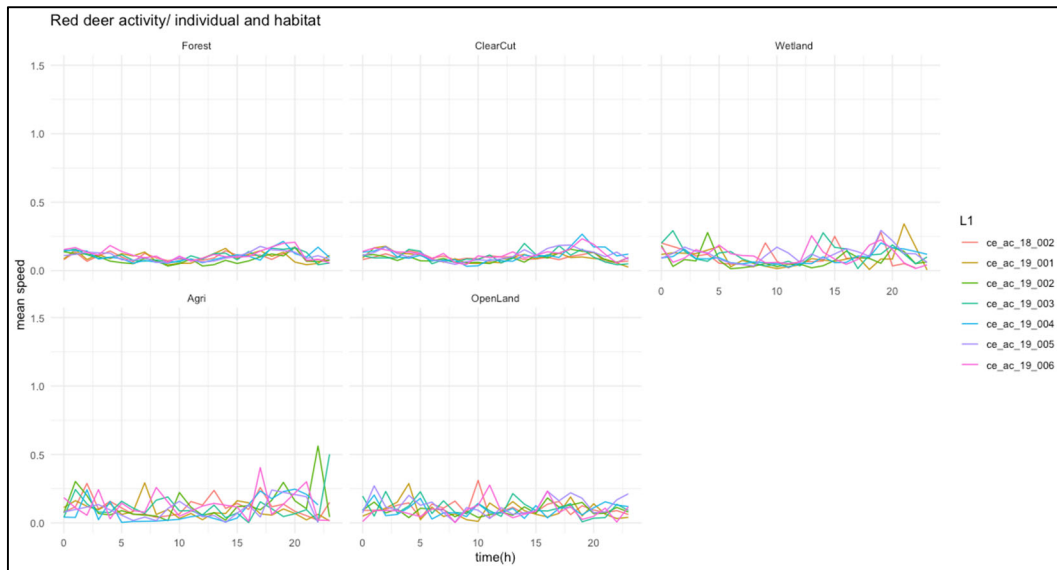 Red deer activity/ individual and habitat
Forest
ClearCut
Wetland
1.5
1.0
0.5
0.0
0 5 10 15 20
Agri
OpenLand
1.5
1.0
0.5
0.0
0 5 10 15 20
0 5 10 15 20
time(h)
mean speed
L1
ce_ac_18_002
ce_ac_19_001
ce_ac_19_002
ce_ac_19_003
ce_ac_19_004
ce_ac_19_005
ce_ac_19_006